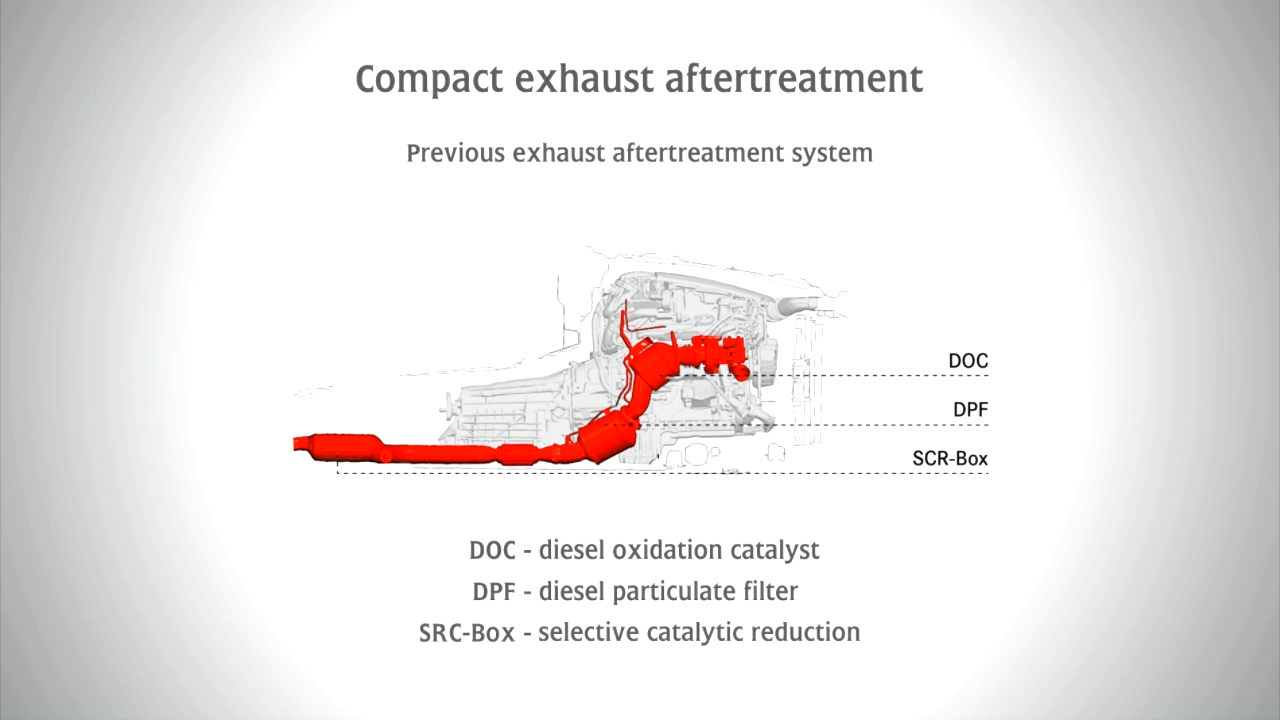 Compact exhaust aftertreatment
Previous exhaust aftertreatment system
DOC
DPF
SCR-Box
DOC - diesel oxidation catalyst
DPF - diesel particulate filter
SRC-Box - selective catalytic reduction